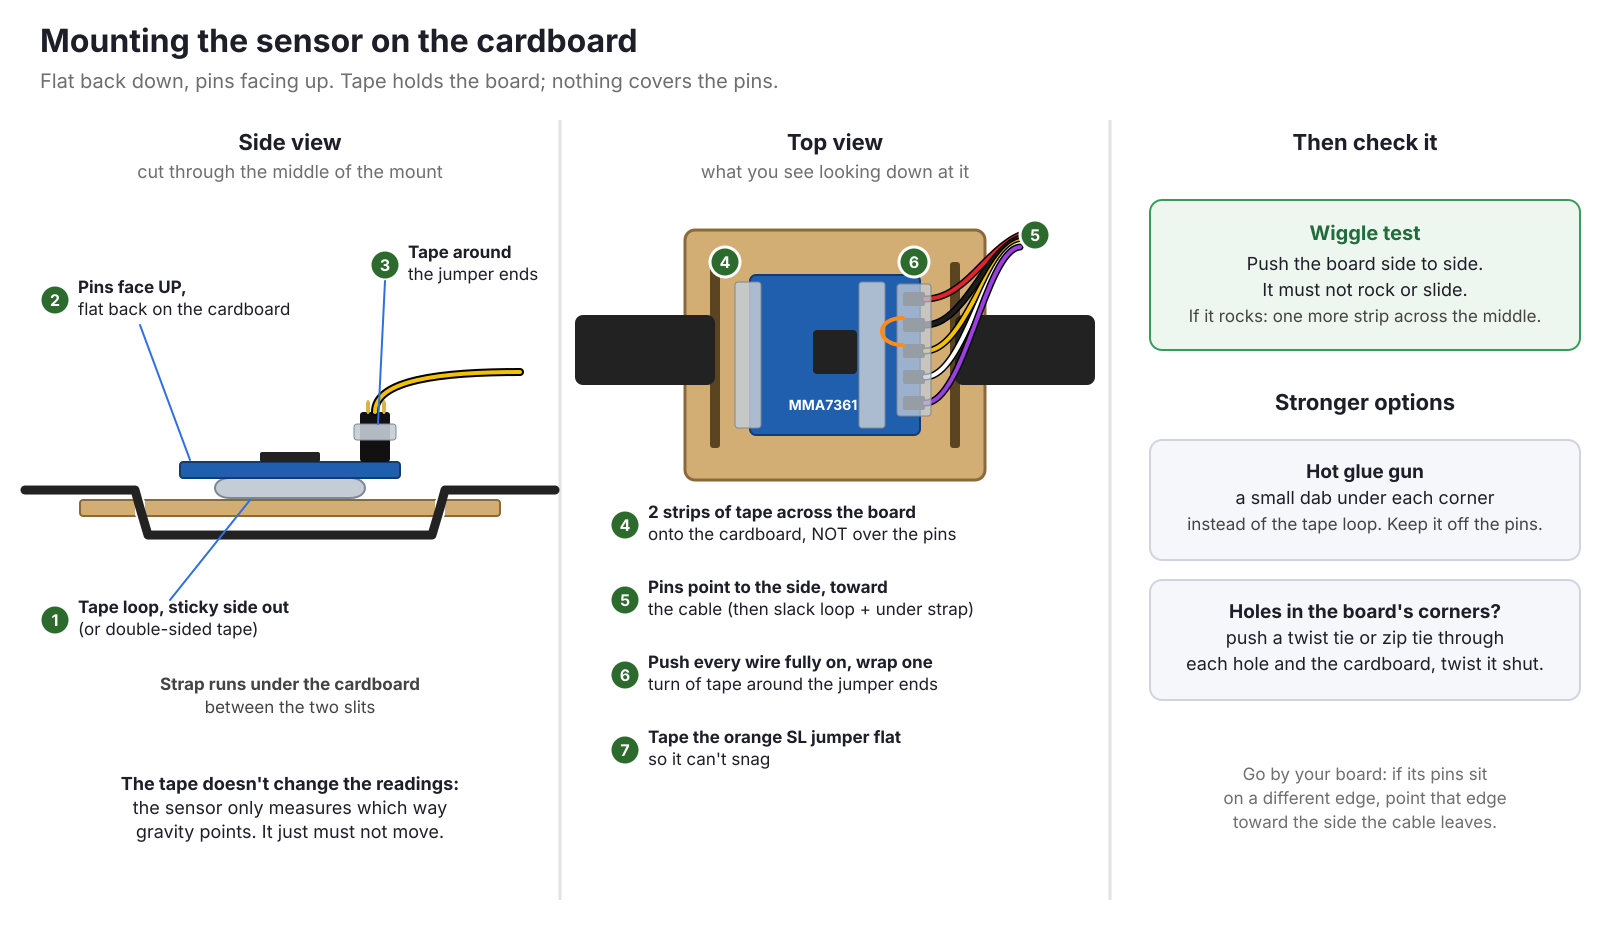 Mounting the sensor on the cardboard
Flat back down, pins facing up. Tape holds the board; nothing covers the pins.
Side view
cut through the middle of the mount
3
Tape around
the jumper ends
2
Pins face UP,
flat back on the cardboard
1
Tape loop, sticky side out
(or double-sided tape)
Strap runs under the cardboard
between the two slits
The tape doesn't change the readings:
the sensor only measures which way
gravity points. It just must not move.
Top view
what you see looking down at it
5
4
6
MMA7361
4
2 strips of tape across the board
onto the cardboard, NOT over the pins
5
Pins point to the side, toward
the cable (then slack loop + under strap)
6
Push every wire fully on, wrap one
turn of tape around the jumper ends
7
Tape the orange SL jumper flat
so it can't snag
Then check it
Wiggle test
Push the board side to side.
It must not rock or slide.
If it rocks: one more strip across the middle.
Stronger options
Hot glue gun
a small dab under each corner
instead of the tape loop. Keep it off the pins.
Holes in the board's corners?
push a twist tie or zip tie through
each hole and the cardboard, twist it shut.
Go by your board: if its pins sit
on a different edge, point that edge
toward the side the cable leaves.